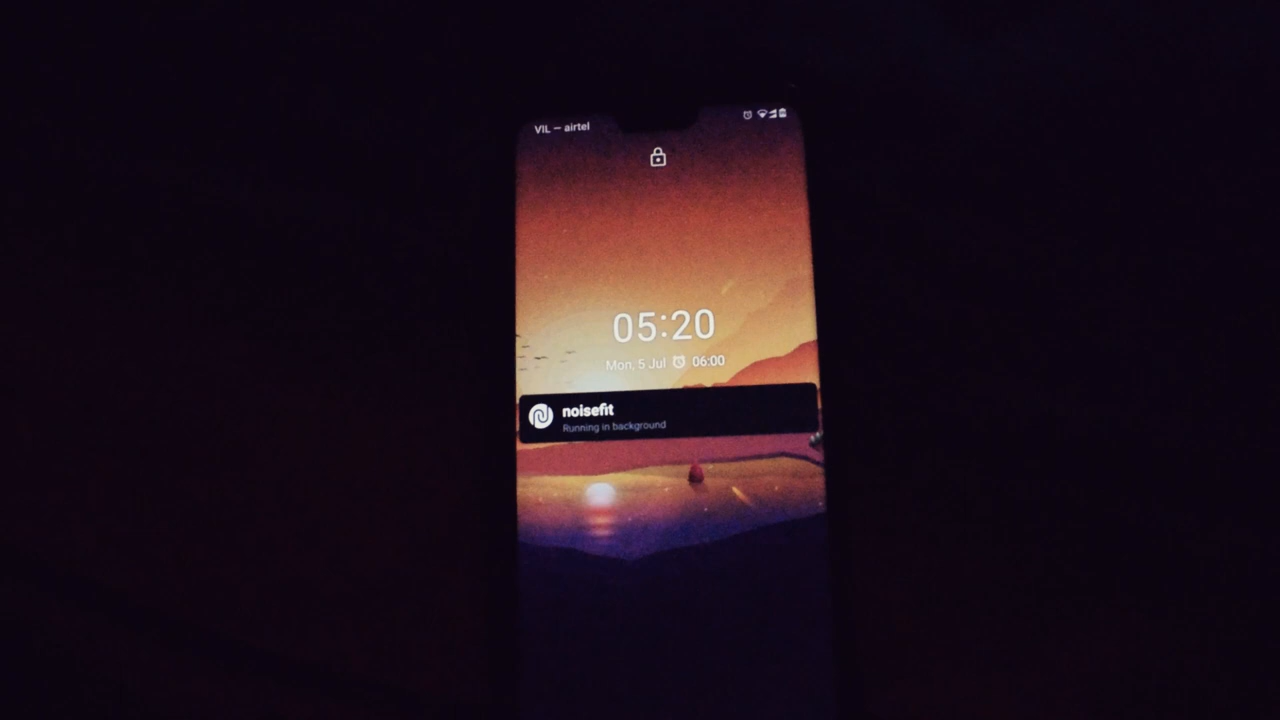 VIL — airtel
05:20
Mon, 5 Jul 06:00
noisefit
Running in background